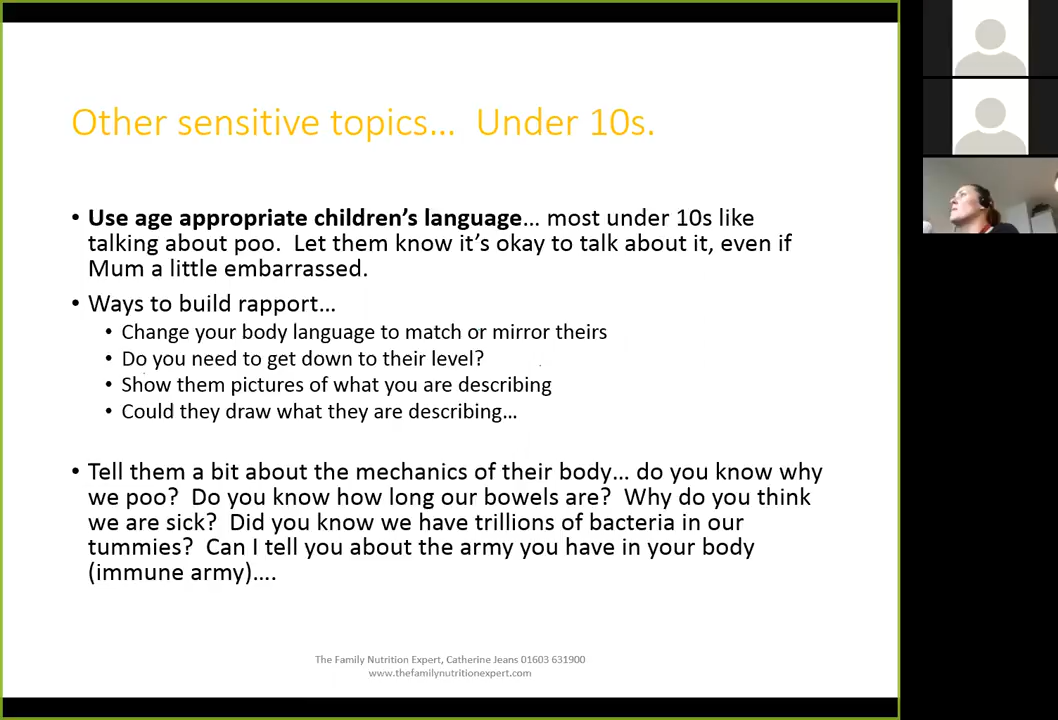 Other sensitive topics...  Under 10s.
• Use age appropriate children's language... most under 10s like
talking about poo.  Let them know it's okay to talk about it, even if
Mum a little embarrassed.
• Ways to build rapport...
• Change your body language to match or mirror theirs
• Do you need to get down to their level?
• Show them pictures of what you are describing
• Could they draw what they are describing...
• Tell them a bit about the mechanics of their body... do you know why
we poo?  Do you know how long our bowels are?  Why do you think
we are sick?  Did you know we have trillions of bacteria in our
tummies?  Can I tell you about the army you have in your body
(immune army)....
The Family Nutrition Expert, Catherine Jeans 01603 631900
www.thefamilynutritionexpert.com